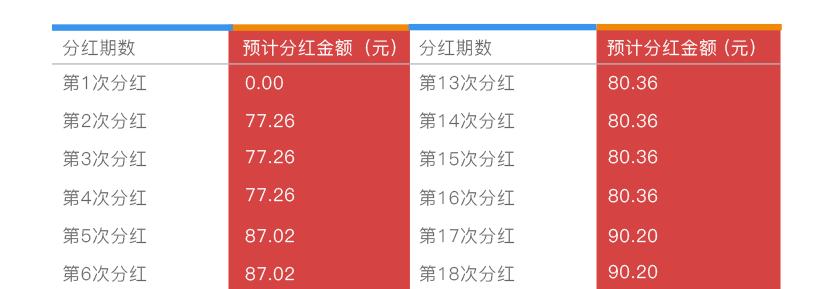 分红期数 预计分红金额（元） 分红期数 预计分红金额（元）
第1次分红 0.00 第13次分红 80.36
第2次分红 77.26 第14次分红 80.36
第3次分红 77.26 第15次分红 80.36
第4次分红 77.26 第16次分红 80.36
第5次分红 87.02 第17次分红 90.20
第6次分红 87.02 第18次分红 90.20